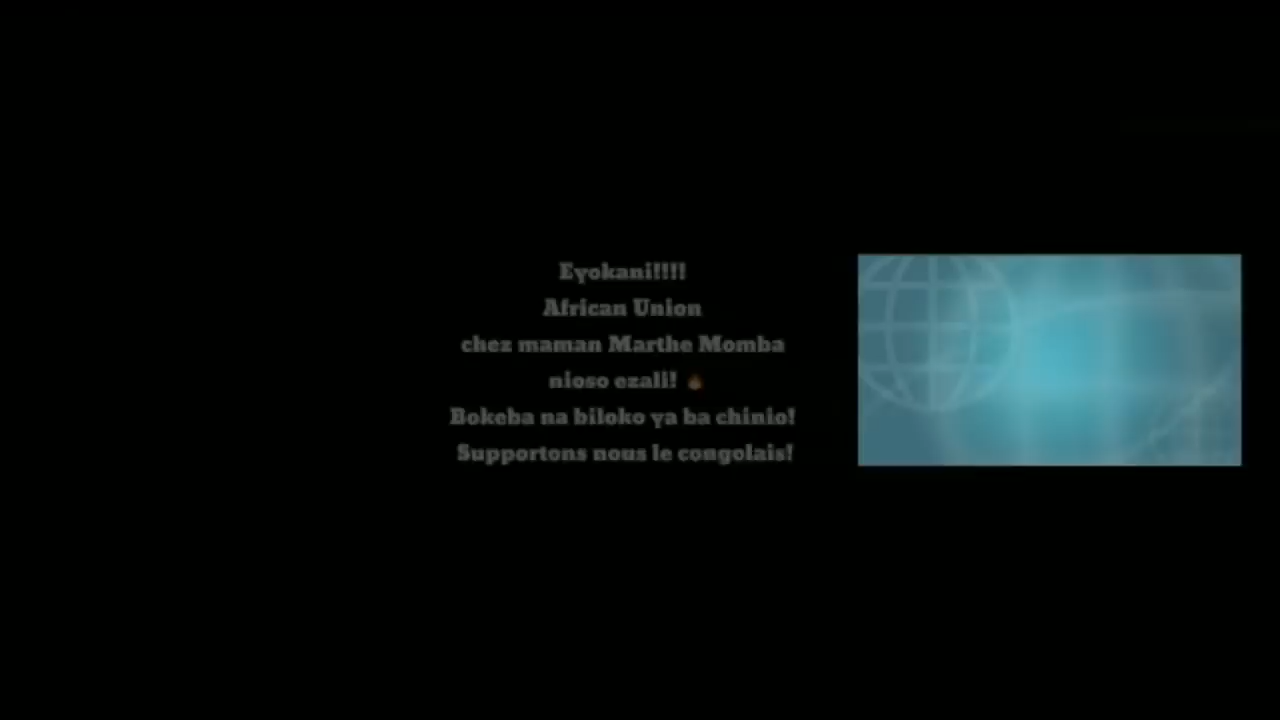 Eyokani!!!!
African Union
chez maman Marthe Momba
nioso ezali! 🔥
Bokeba na biloko ya ba chinio!
Supportons nous le congolais!